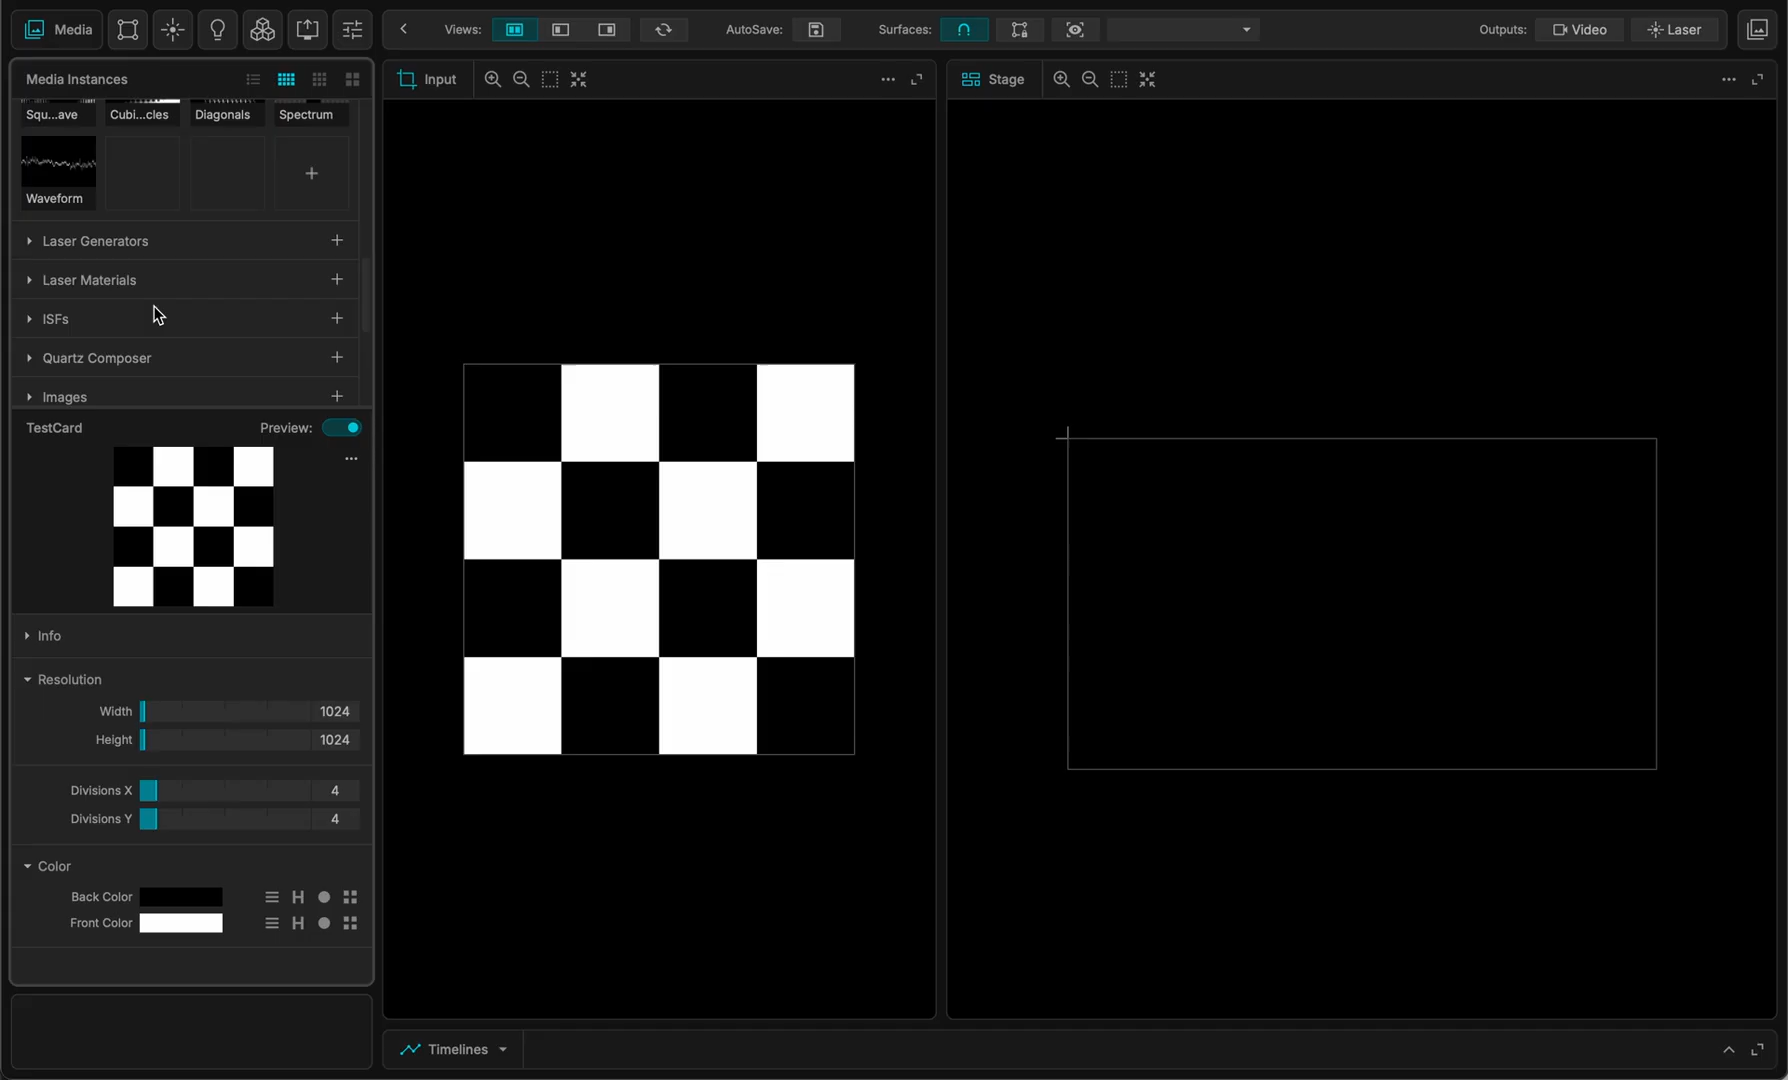 Media
Views:
AutoSave:
Surfaces:
Outputs:
Video
Laser
Media Instances
Squ...ave
Cubi...cles
Diagonals
Spectrum
Waveform
Laser Generators
Laser Materials
ISFs
Quartz Composer
Images
TestCard
Preview:
Info
Resolution
Width 1024
Height 1024
Divisions X 4
Divisions Y 4
Color
Back Color
Front Color
Input
Stage
Timelines